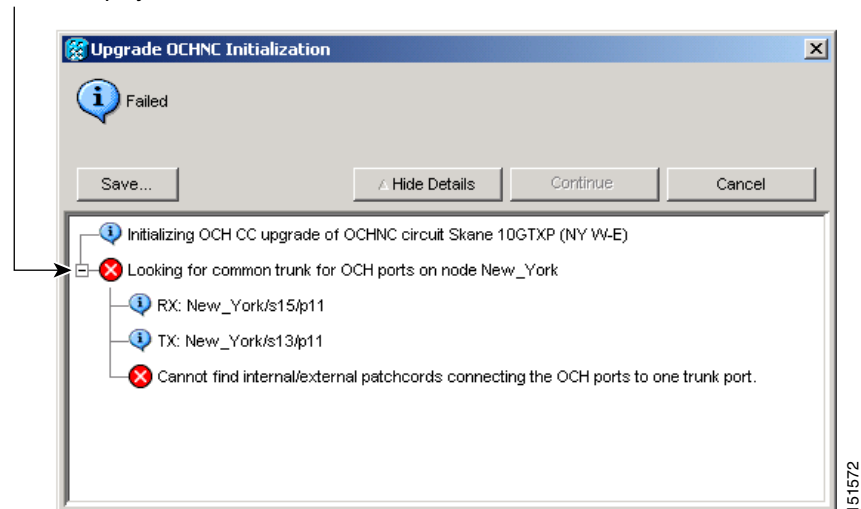 Upgrade OCHNC Initialization
Failed
Save...
Hide Details
Continue
Cancel
Initializing OCH CC upgrade of OCHNC circuit Skane 10GTXP (NY W-E)
Looking for common trunk for OCH ports on node New_York
RX: New_York/s15/p11
TX: New_York/s13/p11
Cannot find internal/external patchcords connecting the OCH ports to one trunk port.
151572